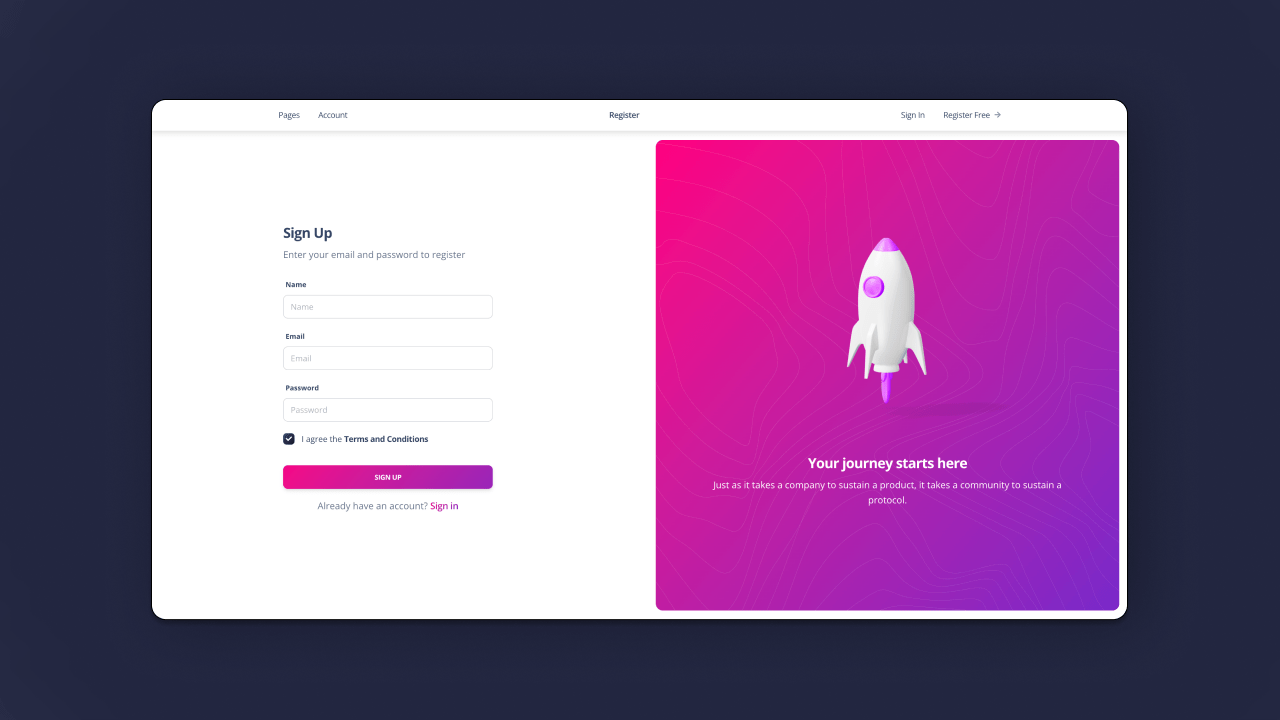 Pages Account Register Sign In Register Free
Sign Up
Enter your email and password to register
Name
Name
Email
Email
Password
Password
I agree the Terms and Conditions
SIGN UP
Already have an account? Sign in
Your journey starts here
Just as it takes a company to sustain a product, it takes a community to sustain a
protocol.